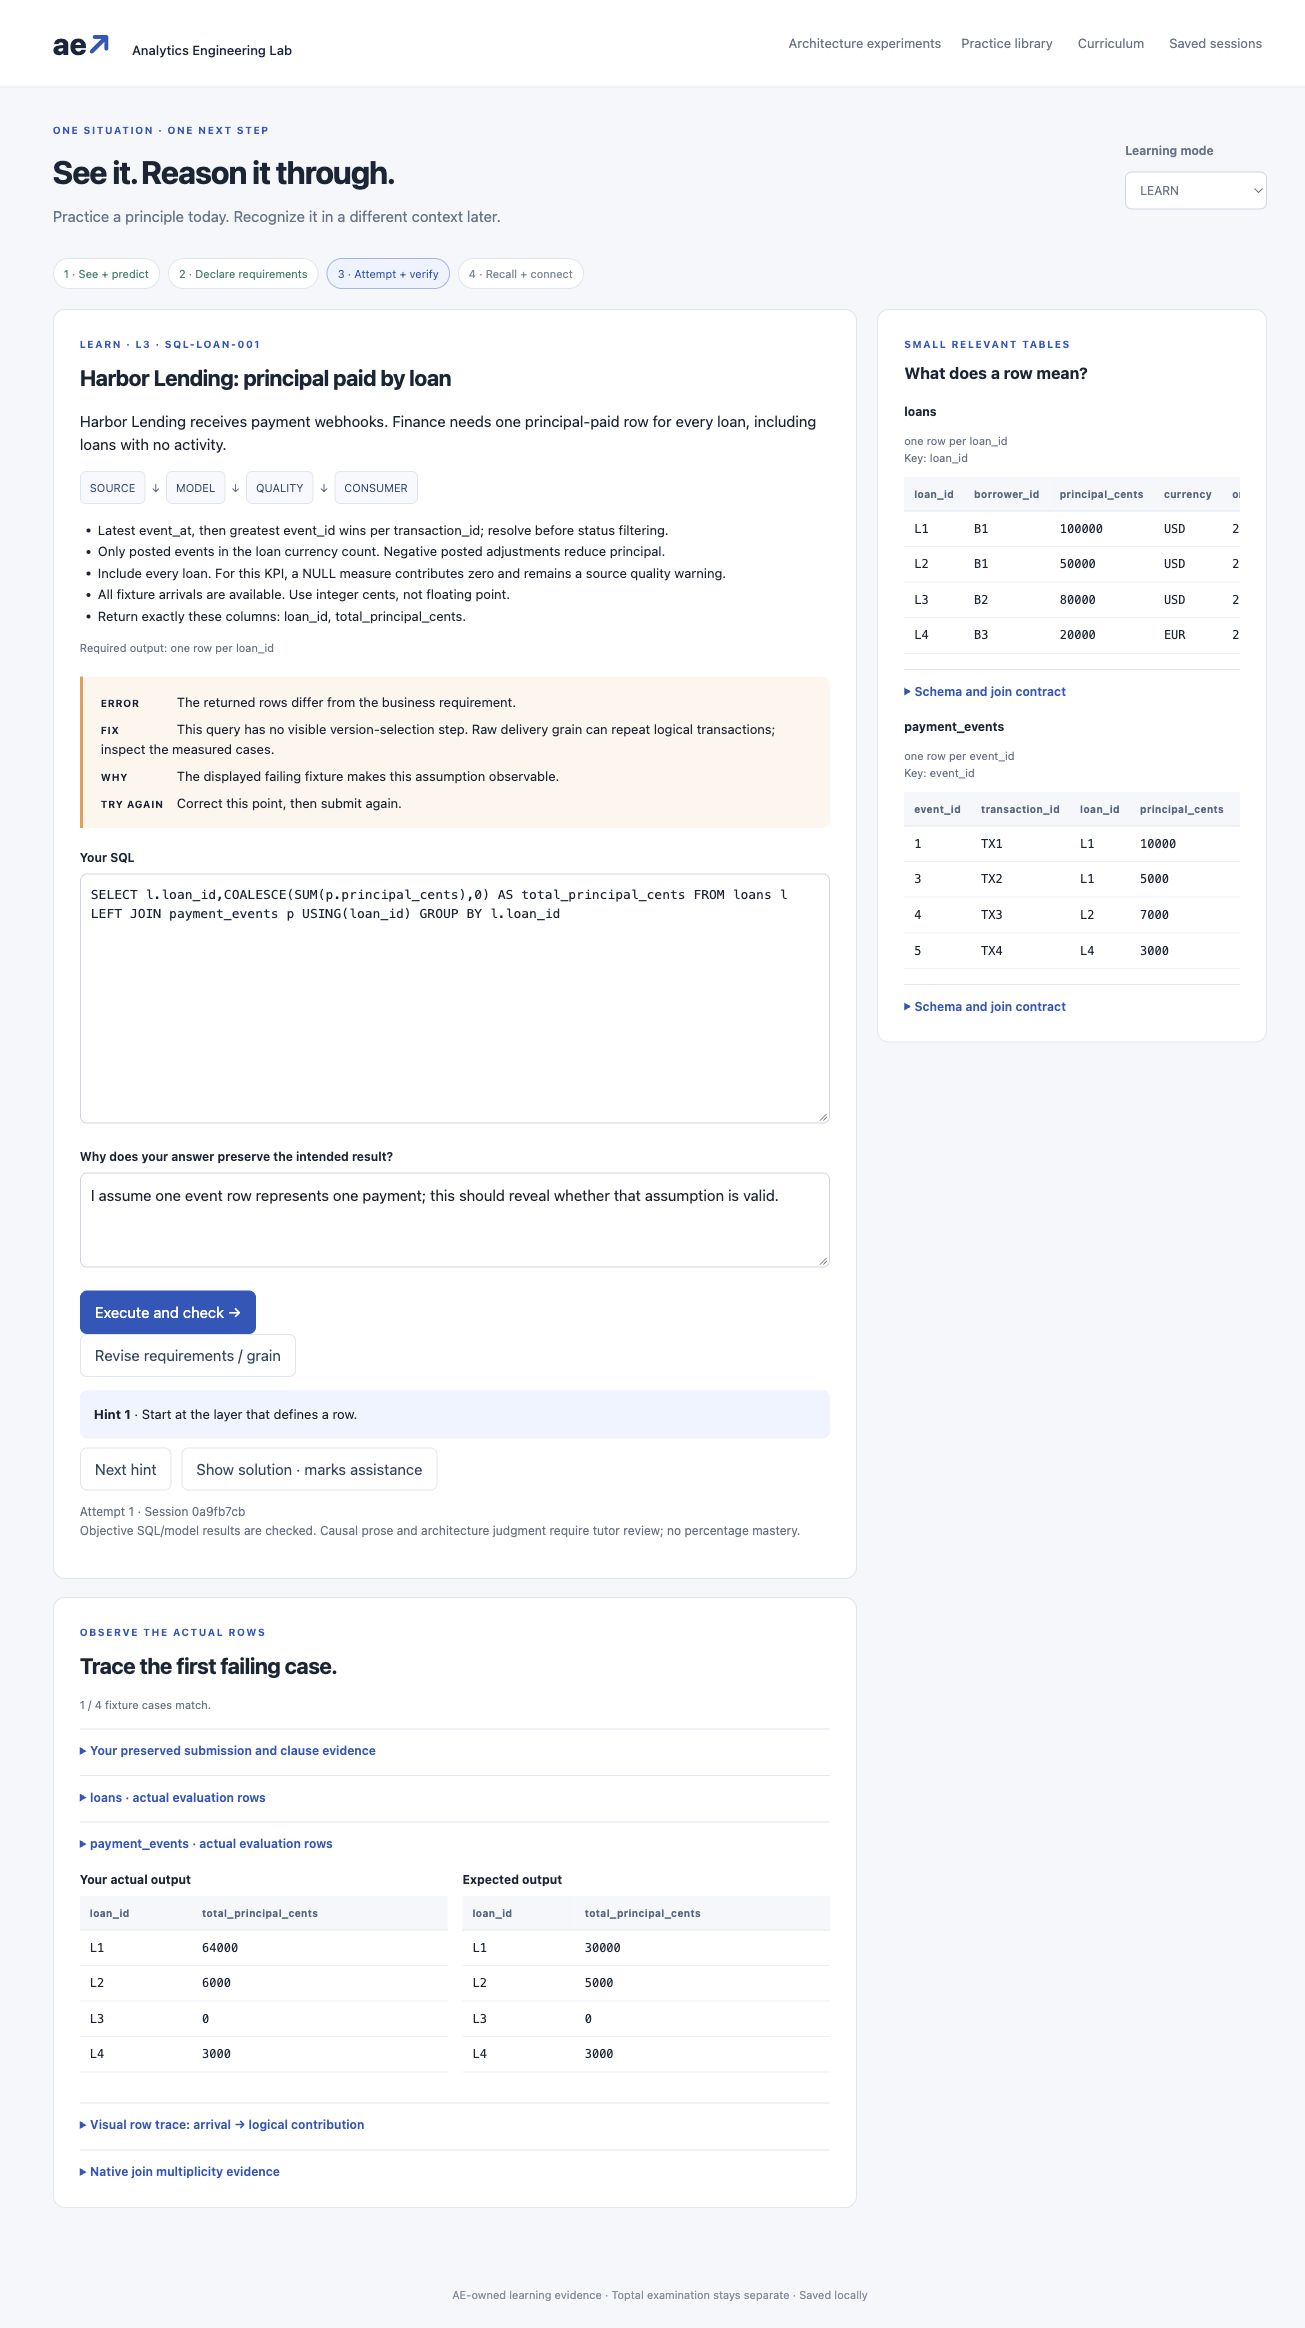 ae Analytics Engineering Lab
Architecture experiments Practice library Curriculum Saved sessions
ONE SITUATION · ONE NEXT STEP
See it. Reason it through.
Practice a principle today. Recognize it in a different context later.
Learning mode
LEARN
1 · See + predict 2 · Declare requirements 3 · Attempt + verify 4 · Recall + connect
LEARN · L3 · SQL-LOAN-001
Harbor Lending: principal paid by loan
Harbor Lending receives payment webhooks. Finance needs one principal-paid row for every loan, including
loans with no activity.
SOURCE ↓ MODEL ↓ QUALITY ↓ CONSUMER
• Latest event_at, then greatest event_id wins per transaction_id; resolve before status filtering.
• Only posted events in the loan currency count. Negative posted adjustments reduce principal.
• Include every loan. For this KPI, a NULL measure contributes zero and remains a source quality warning.
• All fixture arrivals are available. Use integer cents, not floating point.
• Return exactly these columns: loan_id, total_principal_cents.
Required output: one row per loan_id
ERROR The returned rows differ from the business requirement.
FIX This query has no visible version-selection step. Raw delivery grain can repeat logical transactions;
inspect the measured cases.
WHY The displayed failing fixture makes this assumption observable.
TRY AGAIN Correct this point, then submit again.
Your SQL
SELECT l.loan_id,COALESCE(SUM(p.principal_cents),0) AS total_principal_cents FROM loans l
LEFT JOIN payment_events p USING(loan_id) GROUP BY l.loan_id
Why does your answer preserve the intended result?
I assume one event row represents one payment; this should reveal whether that assumption is valid.
Execute and check →
Revise requirements / grain
Hint 1 · Start at the layer that defines a row.
Next hint Show solution · marks assistance
Attempt 1 · Session 0a9fb7cb
Objective SQL/model results are checked. Causal prose and architecture judgment require tutor review; no percentage mastery.
SMALL RELEVANT TABLES
What does a row mean?
loans
one row per loan_id
Key: loan_id
loan_id borrower_id principal_cents currency
L1 B1 100000 USD 2
L2 B1 50000 USD 2
L3 B2 80000 USD 2
L4 B3 20000 EUR 2
▸ Schema and join contract
payment_events
one row per event_id
Key: event_id
event_id transaction_id loan_id principal_cents
1 TX1 L1 10000
3 TX2 L1 5000
4 TX3 L2 7000
5 TX4 L4 3000
▸ Schema and join contract
OBSERVE THE ACTUAL ROWS
Trace the first failing case.
1 / 4 fixture cases match.
▸ Your preserved submission and clause evidence
▸ loans · actual evaluation rows
▸ payment_events · actual evaluation rows
Your actual output
loan_id total_principal_cents
L1 64000
L2 6000
L3 0
L4 3000
Expected output
loan_id total_principal_cents
L1 30000
L2 5000
L3 0
L4 3000
▸ Visual row trace: arrival → logical contribution
▸ Native join multiplicity evidence
AE-owned learning evidence · Toptal examination stays separate · Saved locally